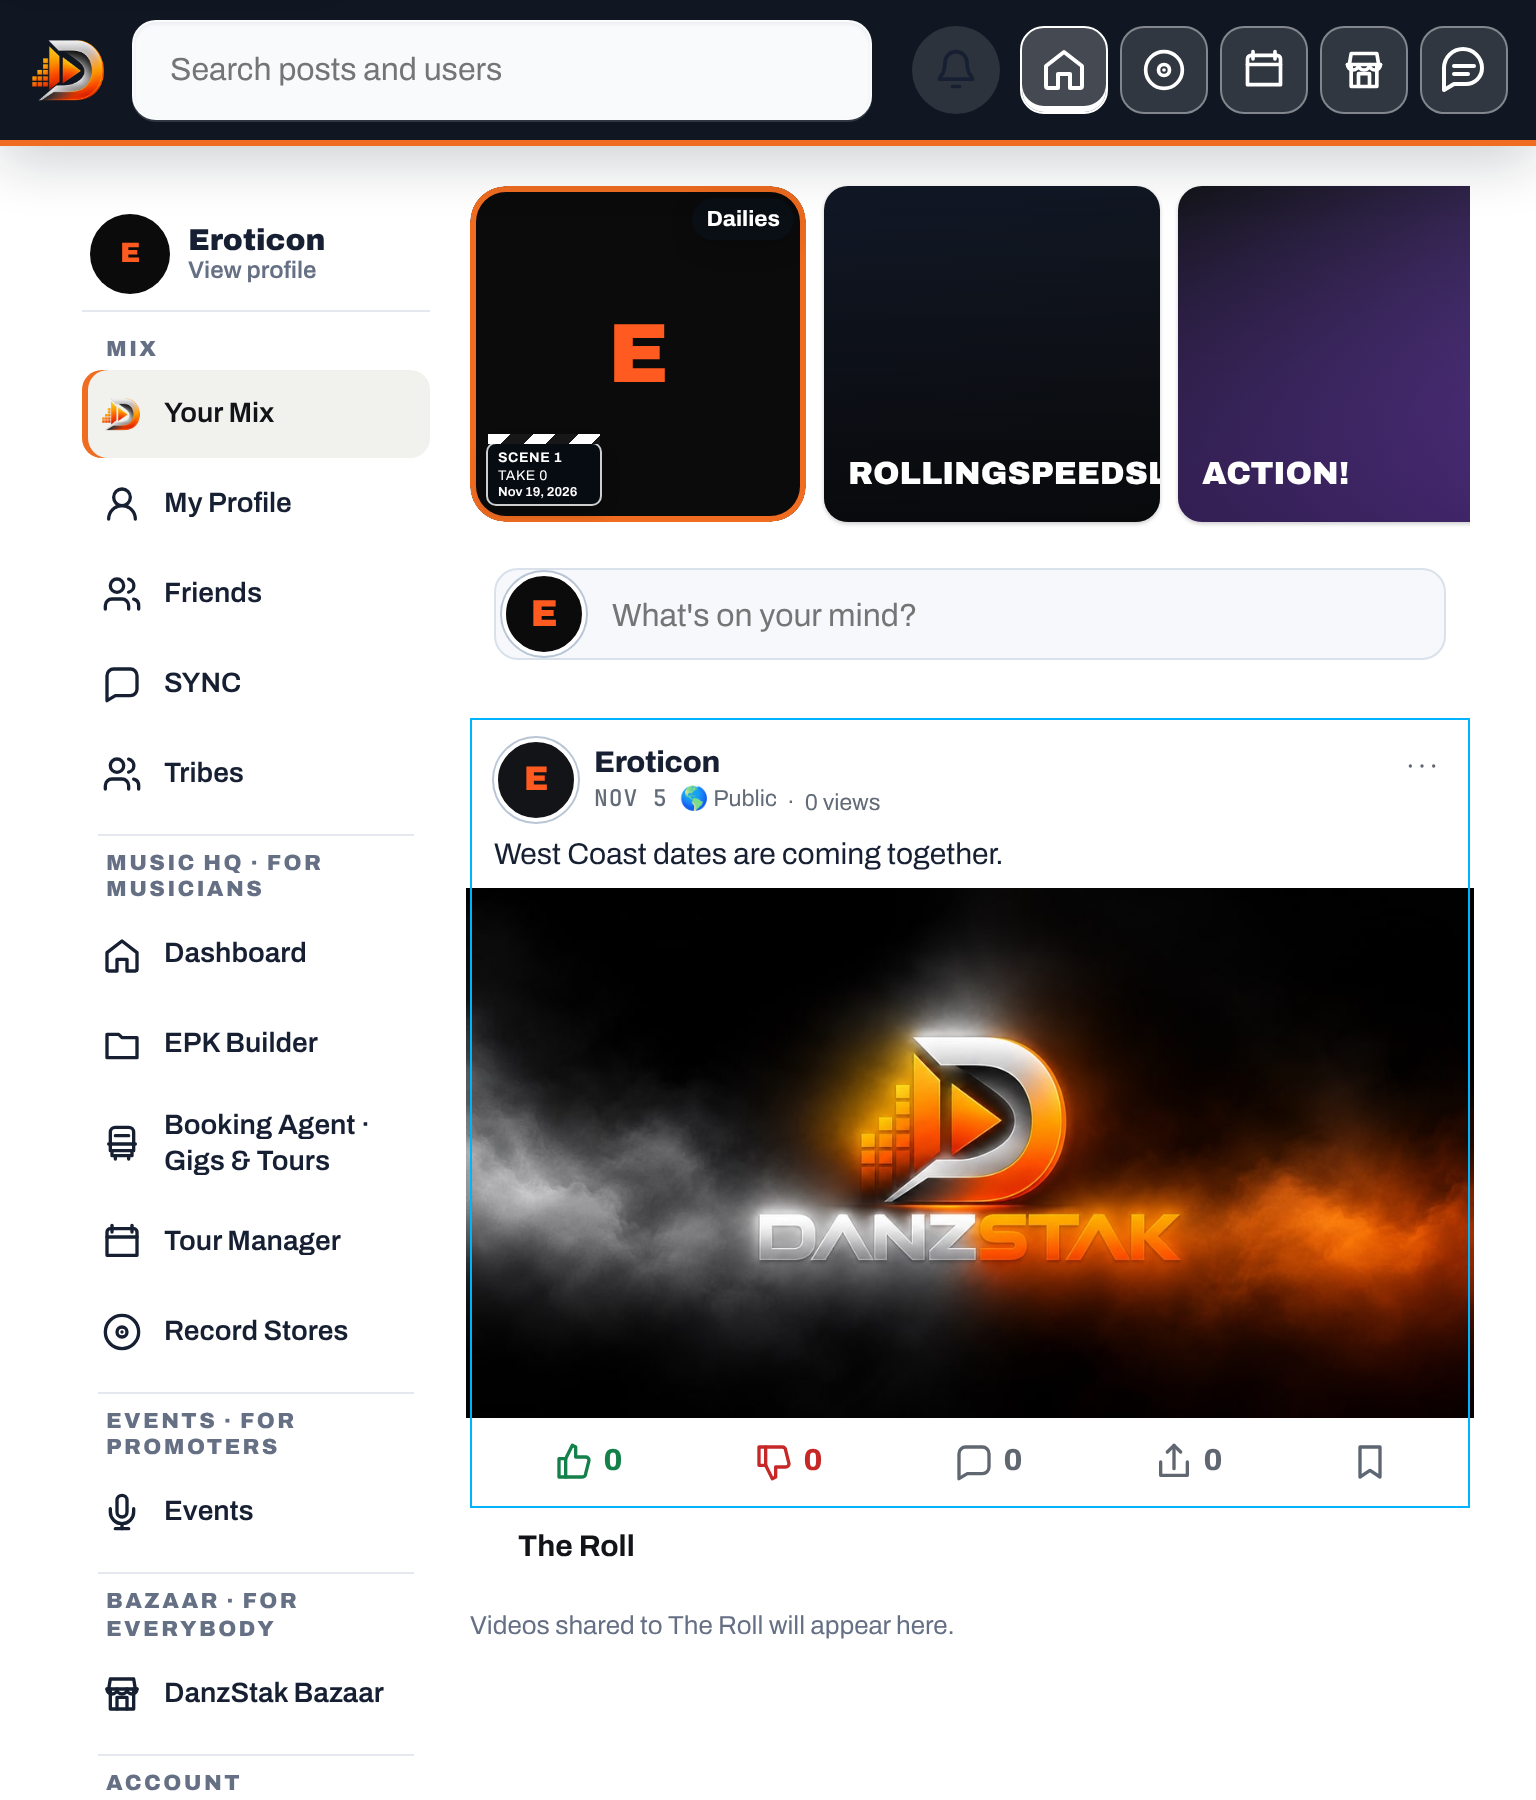 Search posts and users
E
Eroticon
View profile
MIX
Your Mix
My Profile
Friends
SYNC
Tribes
MUSIC HQ · FOR
MUSICIANS
Dashboard
EPK Builder
Booking Agent ·
Gigs & Tours
Tour Manager
Record Stores
EVENTS · FOR
PROMOTERS
Events
BAZAAR · FOR
EVERYBODY
DanzStak Bazaar
ACCOUNT
Dailies
E
SCENE 1
TAKE 0
Nov 19, 2026
ROLLINGSPEEDSL
ACTION!
E
What's on your mind?
E
Eroticon
...
NOV 5 🌎 Public · 0 views
West Coast dates are coming together.
DANZSTAK
0 0 0 0
The Roll
Videos shared to The Roll will appear here.